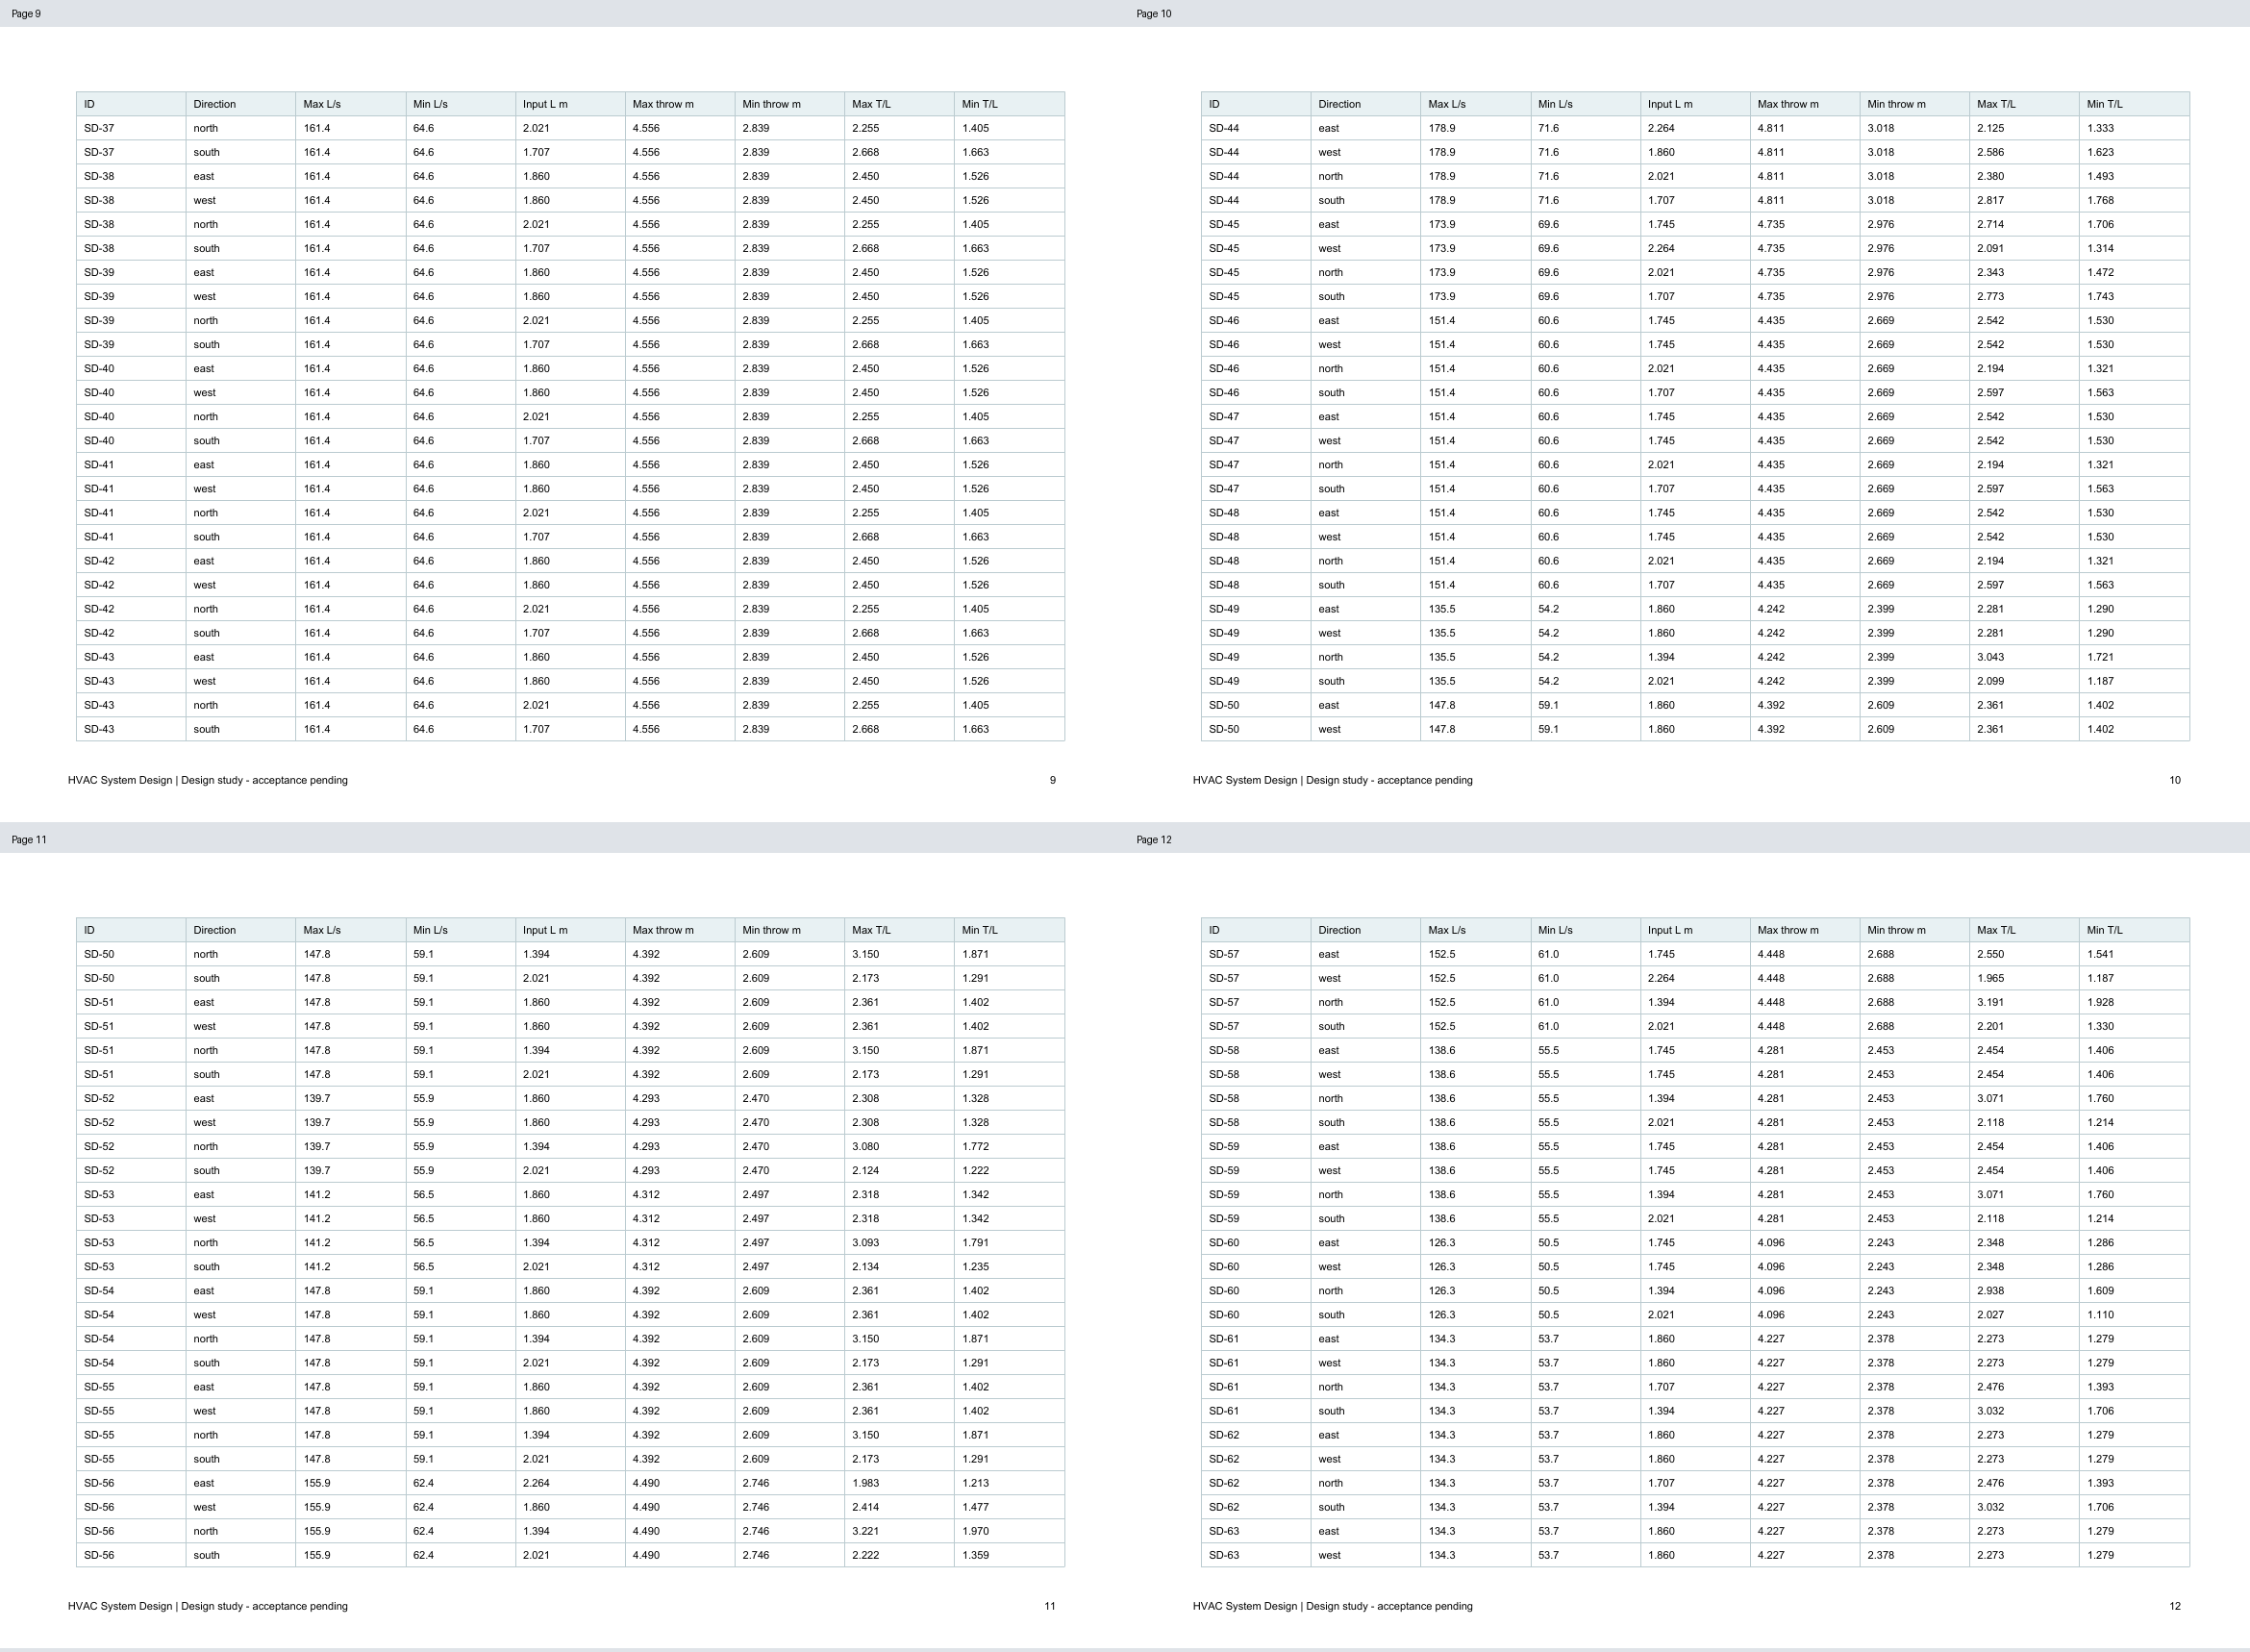 Page 9
ID Direction Max L/s Min L/s Input L m Max throw m Min throw m Max T/L Min T/L
SD-37 north 161.4 64.6 2.021 4.556 2.839 2.255 1.405
SD-37 south 161.4 64.6 1.707 4.556 2.839 2.668 1.663
SD-38 east 161.4 64.6 1.860 4.556 2.839 2.450 1.526
SD-38 west 161.4 64.6 1.860 4.556 2.839 2.450 1.526
SD-38 north 161.4 64.6 2.021 4.556 2.839 2.255 1.405
SD-38 south 161.4 64.6 1.707 4.556 2.839 2.668 1.663
SD-39 east 161.4 64.6 1.860 4.556 2.839 2.450 1.526
SD-39 west 161.4 64.6 1.860 4.556 2.839 2.450 1.526
SD-39 north 161.4 64.6 2.021 4.556 2.839 2.255 1.405
SD-39 south 161.4 64.6 1.707 4.556 2.839 2.668 1.663
SD-40 east 161.4 64.6 1.860 4.556 2.839 2.450 1.526
SD-40 west 161.4 64.6 1.860 4.556 2.839 2.450 1.526
SD-40 north 161.4 64.6 2.021 4.556 2.839 2.255 1.405
SD-40 south 161.4 64.6 1.707 4.556 2.839 2.668 1.663
SD-41 east 161.4 64.6 1.860 4.556 2.839 2.450 1.526
SD-41 west 161.4 64.6 1.860 4.556 2.839 2.450 1.526
SD-41 north 161.4 64.6 2.021 4.556 2.839 2.255 1.405
SD-41 south 161.4 64.6 1.707 4.556 2.839 2.668 1.663
SD-42 east 161.4 64.6 1.860 4.556 2.839 2.450 1.526
SD-42 west 161.4 64.6 1.860 4.556 2.839 2.450 1.526
SD-42 north 161.4 64.6 2.021 4.556 2.839 2.255 1.405
SD-42 south 161.4 64.6 1.707 4.556 2.839 2.668 1.663
SD-43 east 161.4 64.6 1.860 4.556 2.839 2.450 1.526
SD-43 west 161.4 64.6 1.860 4.556 2.839 2.450 1.526
SD-43 north 161.4 64.6 2.021 4.556 2.839 2.255 1.405
SD-43 south 161.4 64.6 1.707 4.556 2.839 2.668 1.663
HVAC System Design | Design study - acceptance pending 9
Page 10
ID Direction Max L/s Min L/s Input L m Max throw m Min throw m Max T/L Min T/L
SD-44 east 178.9 71.6 2.264 4.811 3.018 2.125 1.333
SD-44 west 178.9 71.6 1.860 4.811 3.018 2.586 1.623
SD-44 north 178.9 71.6 2.021 4.811 3.018 2.380 1.493
SD-44 south 178.9 71.6 1.707 4.811 3.018 2.817 1.768
SD-45 east 173.9 69.6 1.745 4.735 2.976 2.714 1.706
SD-45 west 173.9 69.6 2.264 4.735 2.976 2.091 1.314
SD-45 north 173.9 69.6 2.021 4.735 2.976 2.343 1.472
SD-45 south 173.9 69.6 1.707 4.735 2.976 2.773 1.743
SD-46 east 151.4 60.6 1.745 4.435 2.669 2.542 1.530
SD-46 west 151.4 60.6 1.745 4.435 2.669 2.542 1.530
SD-46 north 151.4 60.6 2.021 4.435 2.669 2.194 1.321
SD-46 south 151.4 60.6 1.707 4.435 2.669 2.597 1.563
SD-47 east 151.4 60.6 1.745 4.435 2.669 2.542 1.530
SD-47 west 151.4 60.6 1.745 4.435 2.669 2.542 1.530
SD-47 north 151.4 60.6 2.021 4.435 2.669 2.194 1.321
SD-47 south 151.4 60.6 1.707 4.435 2.669 2.597 1.563
SD-48 east 151.4 60.6 1.745 4.435 2.669 2.542 1.530
SD-48 west 151.4 60.6 1.745 4.435 2.669 2.542 1.530
SD-48 north 151.4 60.6 2.021 4.435 2.669 2.194 1.321
SD-48 south 151.4 60.6 1.707 4.435 2.669 2.597 1.563
SD-49 east 135.5 54.2 1.860 4.242 2.399 2.281 1.290
SD-49 west 135.5 54.2 1.860 4.242 2.399 2.281 1.290
SD-49 north 135.5 54.2 1.394 4.242 2.399 3.043 1.721
SD-49 south 135.5 54.2 2.021 4.242 2.399 2.099 1.187
SD-50 east 147.8 59.1 1.860 4.392 2.609 2.361 1.402
SD-50 west 147.8 59.1 1.860 4.392 2.609 2.361 1.402
HVAC System Design | Design study - acceptance pending 10
Page 11
ID Direction Max L/s Min L/s Input L m Max throw m Min throw m Max T/L Min T/L
SD-50 north 147.8 59.1 1.394 4.392 2.609 3.150 1.871
SD-50 south 147.8 59.1 2.021 4.392 2.609 2.173 1.291
SD-51 east 147.8 59.1 1.860 4.392 2.609 2.361 1.402
SD-51 west 147.8 59.1 1.860 4.392 2.609 2.361 1.402
SD-51 north 147.8 59.1 1.394 4.392 2.609 3.150 1.871
SD-51 south 147.8 59.1 2.021 4.392 2.609 2.173 1.291
SD-52 east 139.7 55.9 1.860 4.293 2.470 2.308 1.328
SD-52 west 139.7 55.9 1.860 4.293 2.470 2.308 1.328
SD-52 north 139.7 55.9 1.394 4.293 2.470 3.080 1.772
SD-52 south 139.7 55.9 2.021 4.293 2.470 2.124 1.222
SD-53 east 141.2 56.5 1.860 4.312 2.497 2.318 1.342
SD-53 west 141.2 56.5 1.860 4.312 2.497 2.318 1.342
SD-53 north 141.2 56.5 1.394 4.312 2.497 3.093 1.791
SD-53 south 141.2 56.5 2.021 4.312 2.497 2.134 1.235
SD-54 east 147.8 59.1 1.860 4.392 2.609 2.361 1.402
SD-54 west 147.8 59.1 1.860 4.392 2.609 2.361 1.402
SD-54 north 147.8 59.1 1.394 4.392 2.609 3.150 1.871
SD-54 south 147.8 59.1 2.021 4.392 2.609 2.173 1.291
SD-55 east 147.8 59.1 1.860 4.392 2.609 2.361 1.402
SD-55 west 147.8 59.1 1.860 4.392 2.609 2.361 1.402
SD-55 north 147.8 59.1 1.394 4.392 2.609 3.150 1.871
SD-55 south 147.8 59.1 2.021 4.392 2.609 2.173 1.291
SD-56 east 155.9 62.4 2.264 4.490 2.746 1.983 1.213
SD-56 west 155.9 62.4 1.860 4.490 2.746 2.414 1.477
SD-56 north 155.9 62.4 1.394 4.490 2.746 3.221 1.970
SD-56 south 155.9 62.4 2.021 4.490 2.746 2.222 1.359
HVAC System Design | Design study - acceptance pending 11
Page 12
ID Direction Max L/s Min L/s Input L m Max throw m Min throw m Max T/L Min T/L
SD-57 east 152.5 61.0 1.745 4.448 2.688 2.550 1.541
SD-57 west 152.5 61.0 2.264 4.448 2.688 1.965 1.187
SD-57 north 152.5 61.0 1.394 4.448 2.688 3.191 1.928
SD-57 south 152.5 61.0 2.021 4.448 2.688 2.201 1.330
SD-58 east 138.6 55.5 1.745 4.281 2.453 2.454 1.406
SD-58 west 138.6 55.5 1.745 4.281 2.453 2.454 1.406
SD-58 north 138.6 55.5 1.394 4.281 2.453 3.071 1.760
SD-58 south 138.6 55.5 2.021 4.281 2.453 2.118 1.214
SD-59 east 138.6 55.5 1.745 4.281 2.453 2.454 1.406
SD-59 west 138.6 55.5 1.745 4.281 2.453 2.454 1.406
SD-59 north 138.6 55.5 1.394 4.281 2.453 3.071 1.760
SD-59 south 138.6 55.5 2.021 4.281 2.453 2.118 1.214
SD-60 east 126.3 50.5 1.745 4.096 2.243 2.348 1.286
SD-60 west 126.3 50.5 1.745 4.096 2.243 2.348 1.286
SD-60 north 126.3 50.5 1.394 4.096 2.243 2.938 1.609
SD-60 south 126.3 50.5 2.021 4.096 2.243 2.027 1.110
SD-61 east 134.3 53.7 1.860 4.227 2.378 2.273 1.279
SD-61 west 134.3 53.7 1.860 4.227 2.378 2.273 1.279
SD-61 north 134.3 53.7 1.707 4.227 2.378 2.476 1.393
SD-61 south 134.3 53.7 1.394 4.227 2.378 3.032 1.706
SD-62 east 134.3 53.7 1.860 4.227 2.378 2.273 1.279
SD-62 west 134.3 53.7 1.860 4.227 2.378 2.273 1.279
SD-62 north 134.3 53.7 1.707 4.227 2.378 2.476 1.393
SD-62 south 134.3 53.7 1.394 4.227 2.378 3.032 1.706
SD-63 east 134.3 53.7 1.860 4.227 2.378 2.273 1.279
SD-63 west 134.3 53.7 1.860 4.227 2.378 2.273 1.279
HVAC System Design | Design study - acceptance pending 12